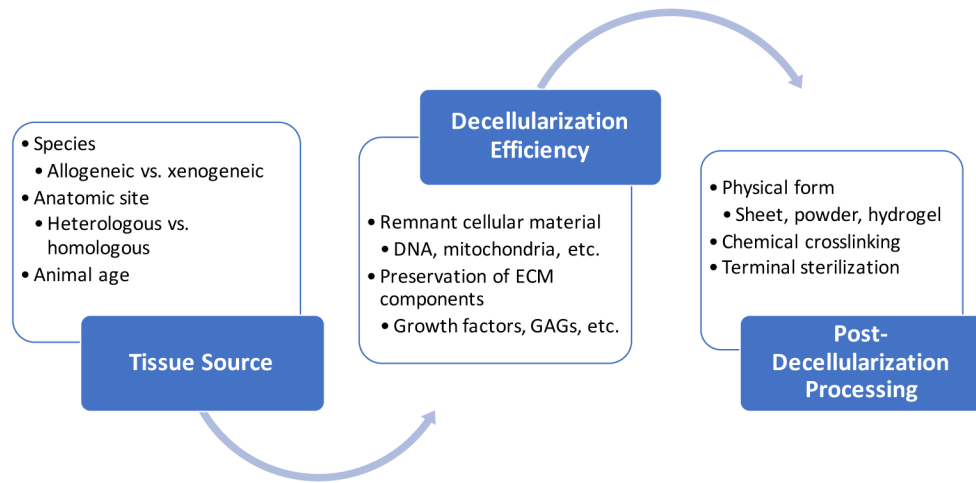 • Species
• Allogeneic vs. xenogeneic
• Anatomic site
• Heterologous vs.
homologous
• Animal age
Tissue Source
Decellularization
Efficiency
• Remnant cellular material
• DNA, mitochondria, etc.
• Preservation of ECM
components
• Growth factors, GAGs, etc.
• Physical form
• Sheet, powder, hydrogel
• Chemical crosslinking
• Terminal sterilization
Post-
Decellularization
Processing